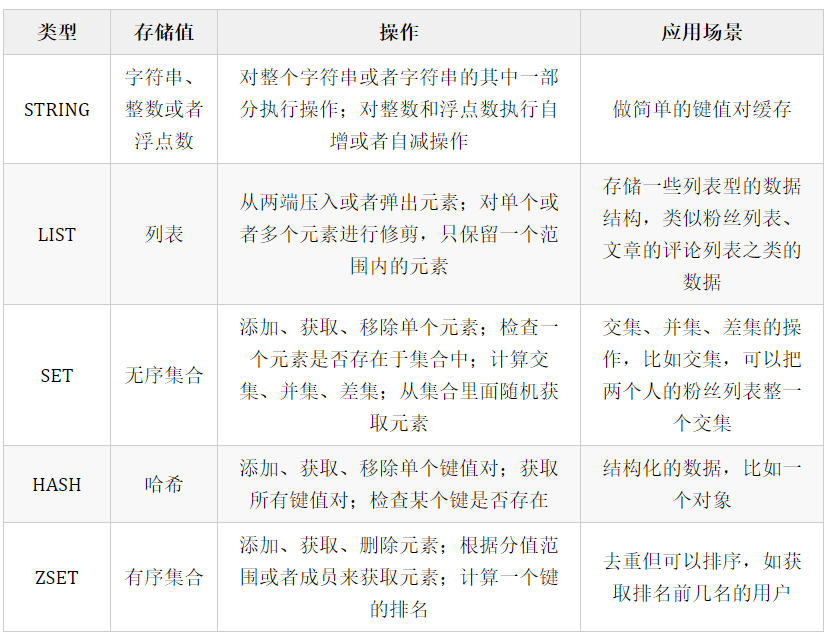 类型 存储值 操作 应用场景
STRING
字符串、
整数或者
浮点数
对整个字符串或者字符串的其中一部
分执行操作；对整数和浮点数执行自
增或者自减操作
做简单的键值对缓存
LIST
列表
从两端压入或者弹出元素；对单个或
者多个元素进行修剪，只保留一个范
围内的元素
存储一些列表型的数据
结构，类似粉丝列表、
文章的评论列表之类的
数据
SET
无序集合
添加、获取、移除单个元素；检查一
个元素是否存在于集合中；计算交
集、并集、差集；从集合里面随机获
取元素
交集、并集、差集的操
作，比如交集，可以把
两个人的粉丝列表整一
个交集
HASH
哈希
添加、获取、移除单个键值对；获取
所有键值对；检查某个键是否存在
结构化的数据，比如一
个对象
ZSET
有序集合
添加、获取、删除元素；根据分值范
围或者成员来获取元素；计算一个键
的排名
去重但可以排序，如获
取排名前几名的用户